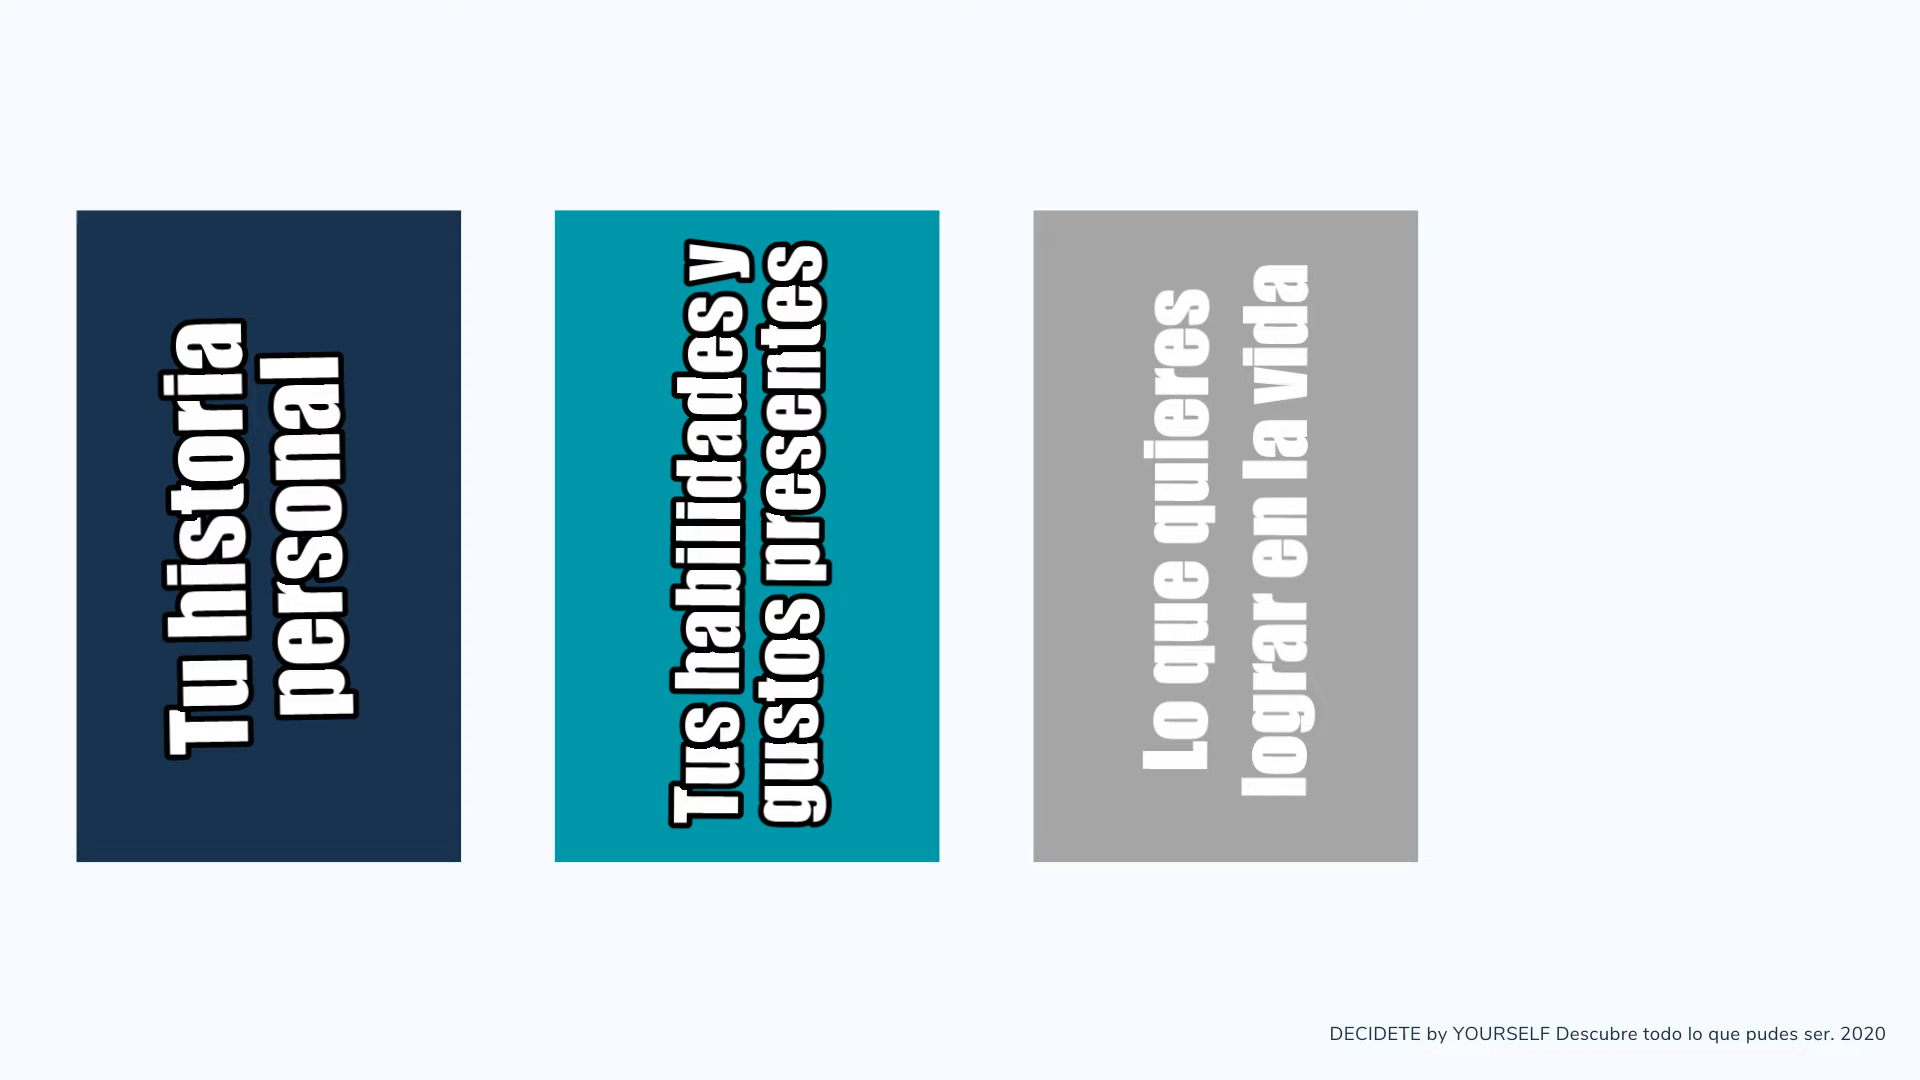 Tu historia
personal
Tus habilidades y
gustos presentes
Lo que quieres
lograr en la vida
DECIDETE by YOURSELF Descubre todo lo que pudes ser. 2020